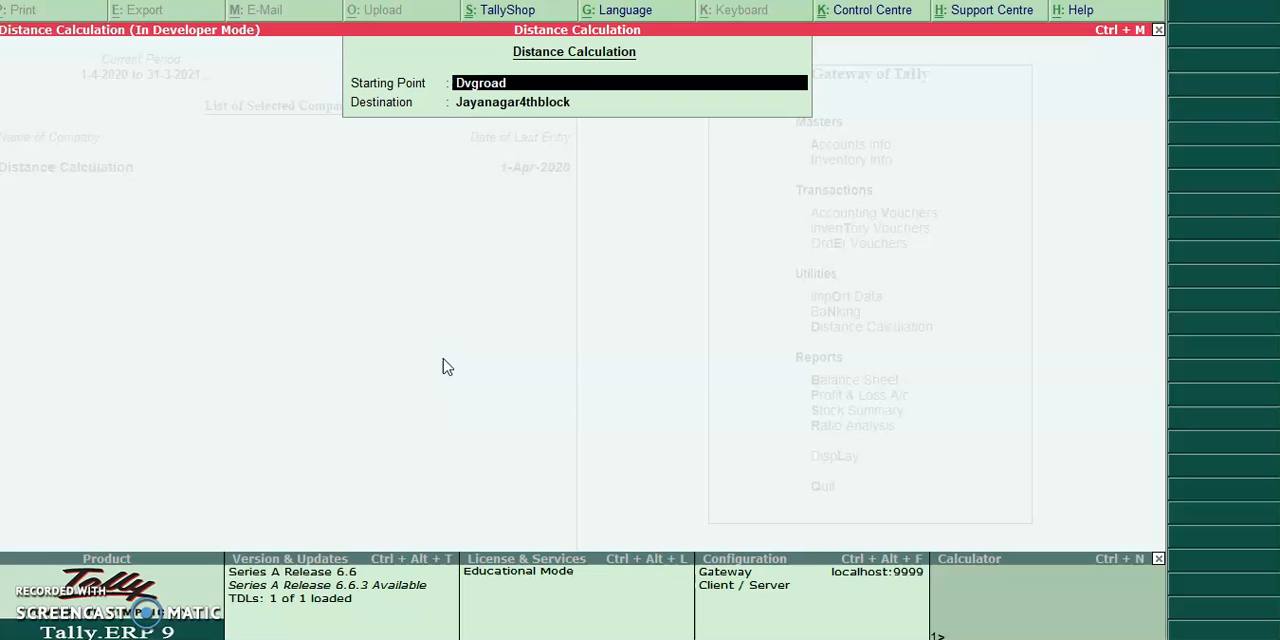 P: Print E: Export M: E-Mail O: Upload S: TallyShop G: Language K: Keyboard K: Control Centre H: Support Centre H: Help
Distance Calculation (In Developer Mode) Distance Calculation Ctrl + M
Distance Calculation
Starting Point : Dvgroad
Destination : Jayanagar4thblock
Current Period
1-4-2020 to 31-3-2021
List of Selected Compa
Name of Company Date of Last Entry
Distance Calculation 1-Apr-2020
Gateway of Tally
Masters
Accounts Info
Inventory Info
Transactions
Accounting Vouchers
InvenTory Vouchers
OrdEr Vouchers
Utilities
ImpOrt Data
BaNking
Distance Calculation
Reports
Balance Sheet
Profit & Loss A/c
Stock Summary
Ratio Analysis
DispLay
Quit
Product Version & Updates Ctrl + Alt + T License & Services Ctrl + Alt + L Configuration Ctrl + Alt + F Calculator Ctrl + N
Series A Release 6.6 Educational Mode Gateway localhost:9999
Series A Release 6.6.3 Available Client / Server
TDLs: 1 of 1 loaded
Tally
RECORDED WITH
SCREENCAST MATIC
Tally.ERP 9
1>